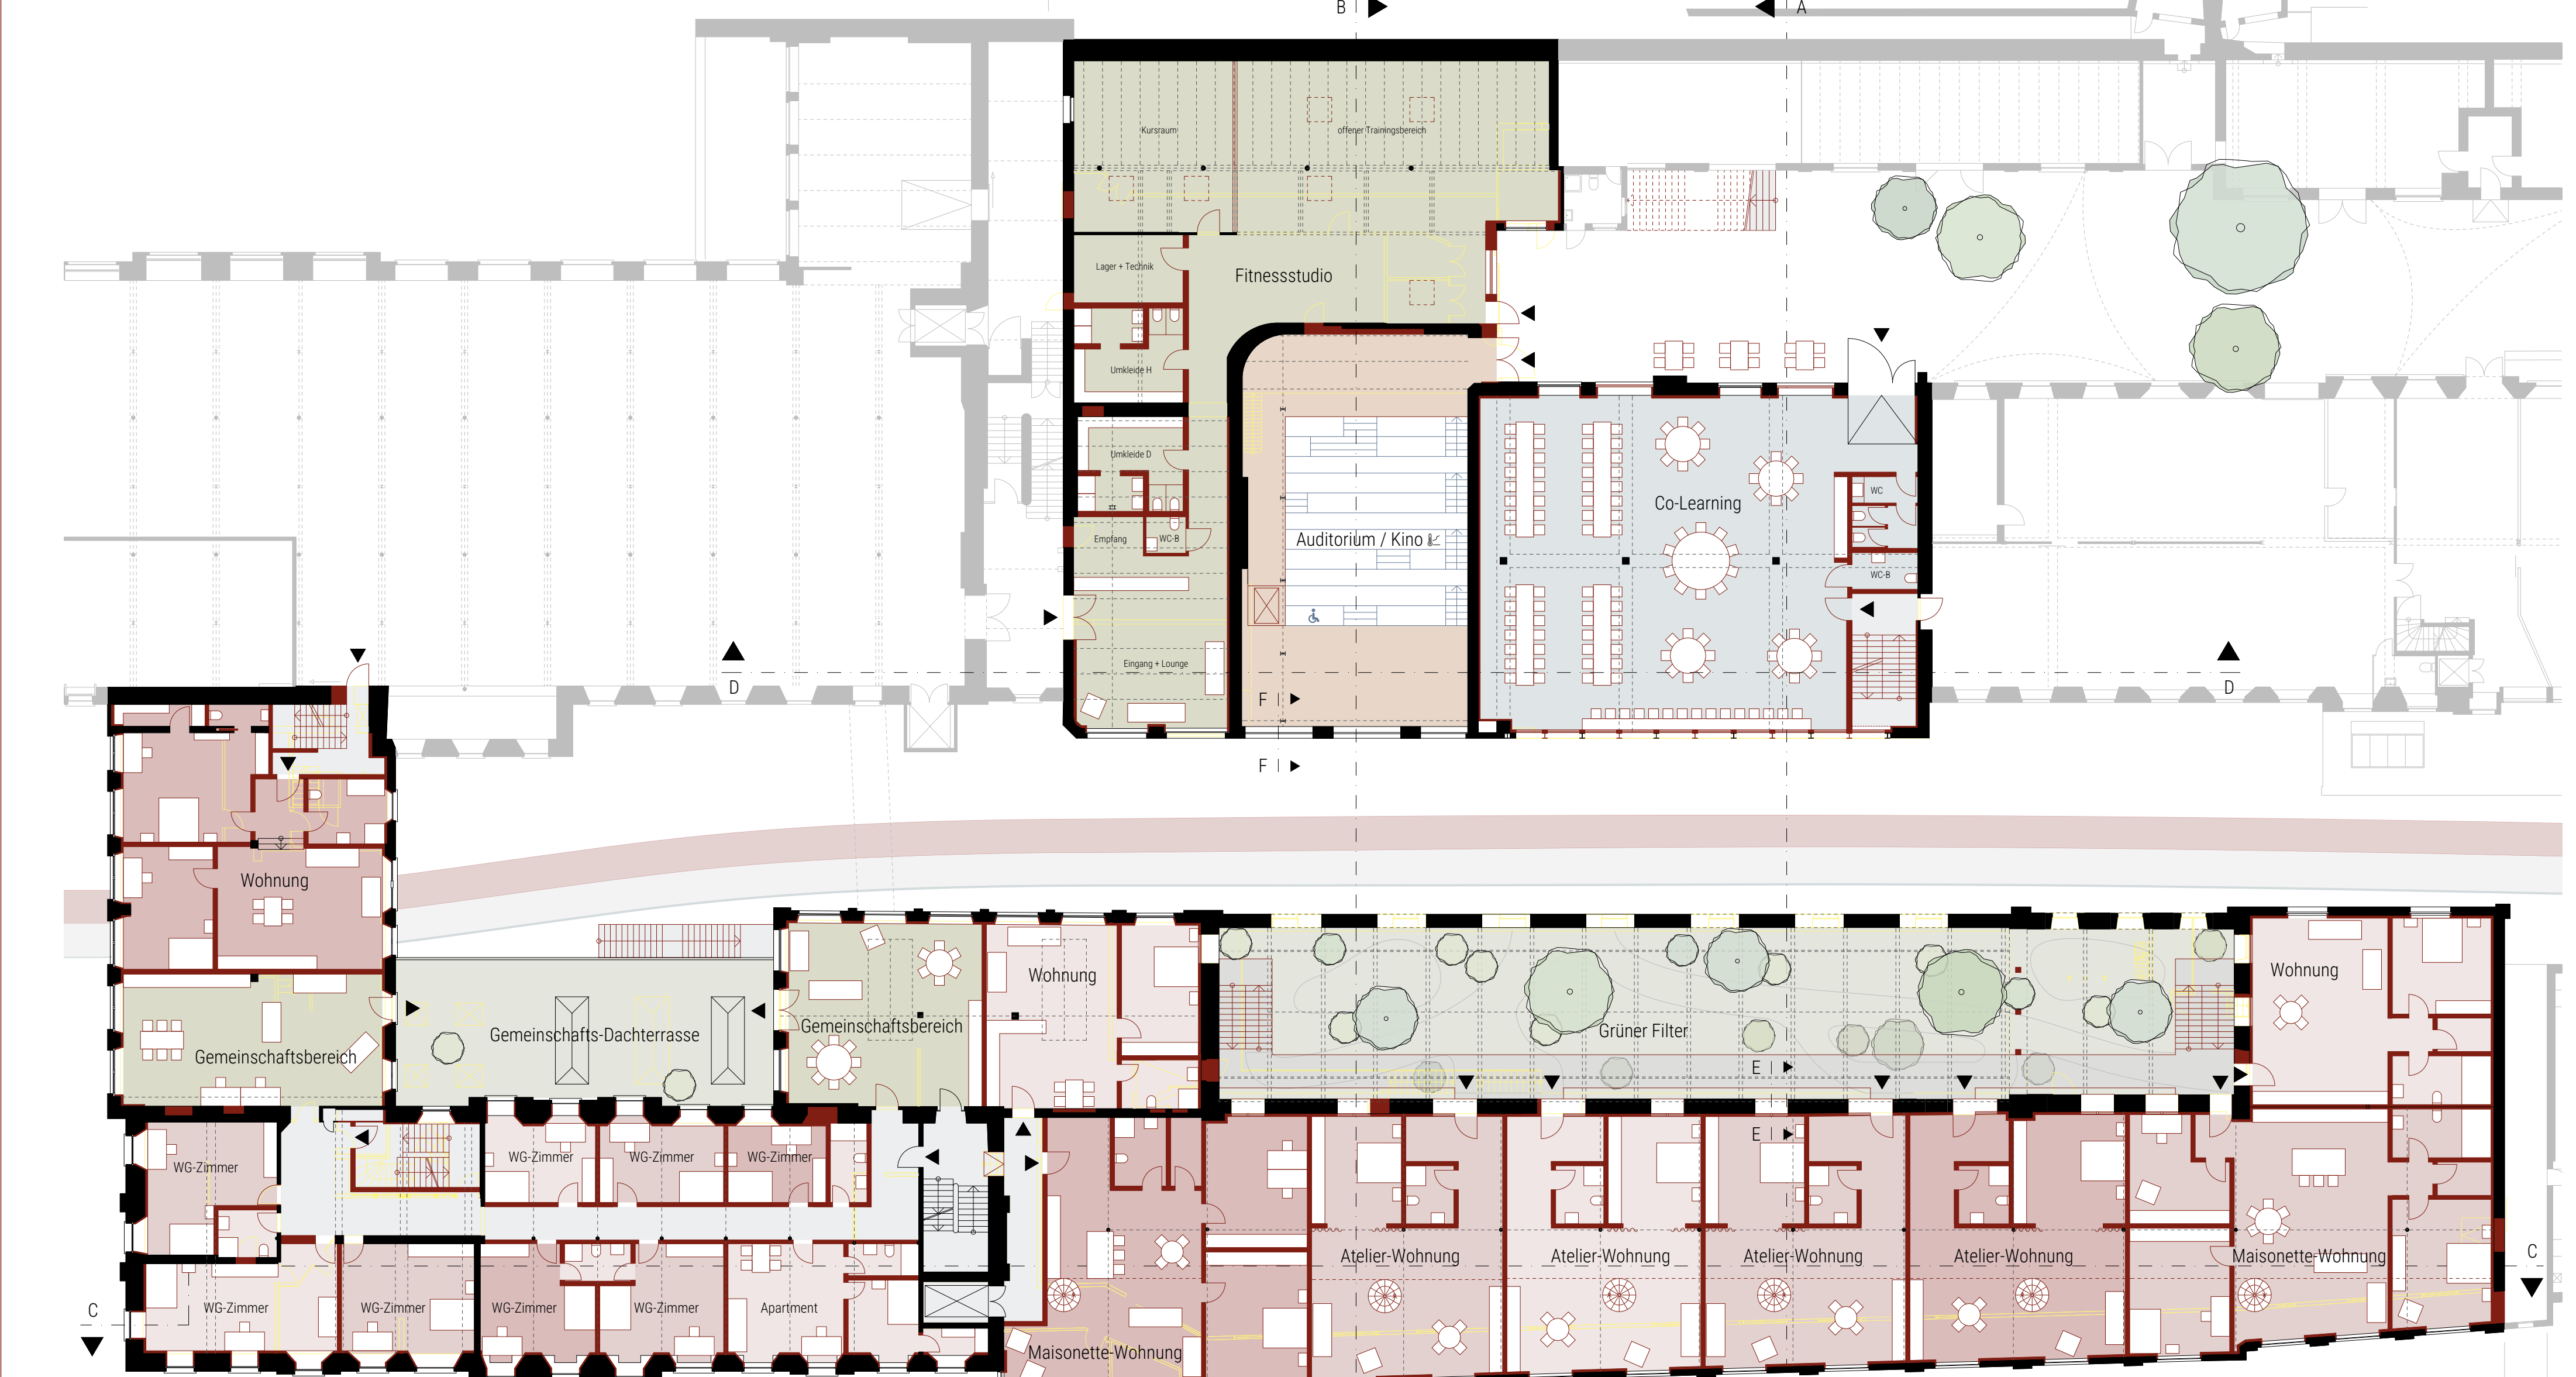 B
A
Kursraum
offener Trainingsbereich
Lager + Technik
Fitnessstudio
Umkleide H
Umkleide D
Co-Learning
WC
Empfang
WC-B
Auditorium / Kino
WC-B
Eingang + Lounge
D
D
F
F
Wohnung
Wohnung
Wohnung
Gemeinschaftsbereich
Gemeinschafts-Dachterrasse
Gemeinschaftsbereich
Grüner Filter
E
E
WG-Zimmer
WG-Zimmer
WG-Zimmer
WG-Zimmer
C
Atelier-Wohnung
Atelier-Wohnung
Atelier-Wohnung
Atelier-Wohnung
Maisonette-Wohnung
C
WG-Zimmer
WG-Zimmer
WG-Zimmer
WG-Zimmer
Apartment
Maisonette-Wohnung